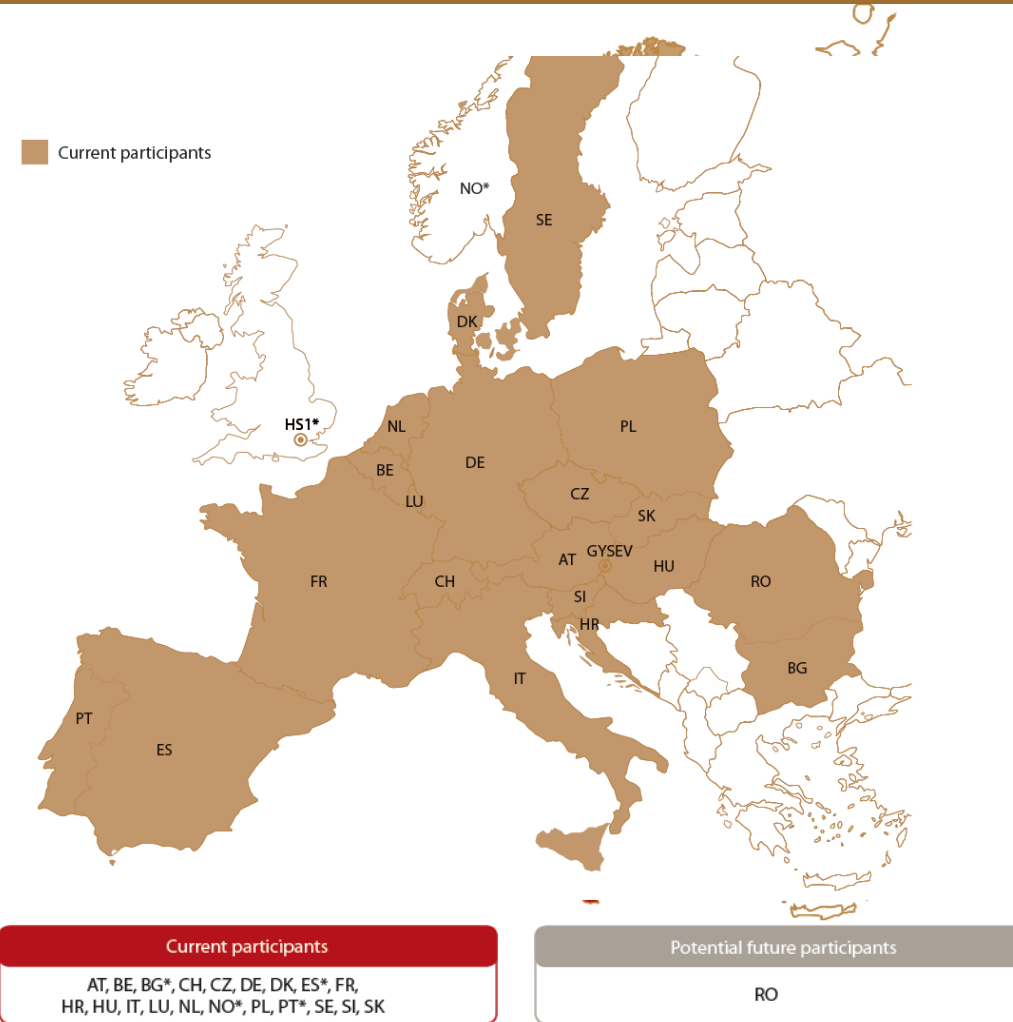 Current participants
NO*
SE
DK
HS1*
NL
PL
DE
BE
CZ
LU
SK
GYSEV
AT
HU
FR
CH
RO
SI
HR
BG
IT
PT
ES
Current participants
AT, BE, BG*, CH, CZ, DE, DK, ES*, FR,
HR, HU, IT, LU, NL, NO*, PL, PT*, SE, SI, SK
Potential future participants
RO